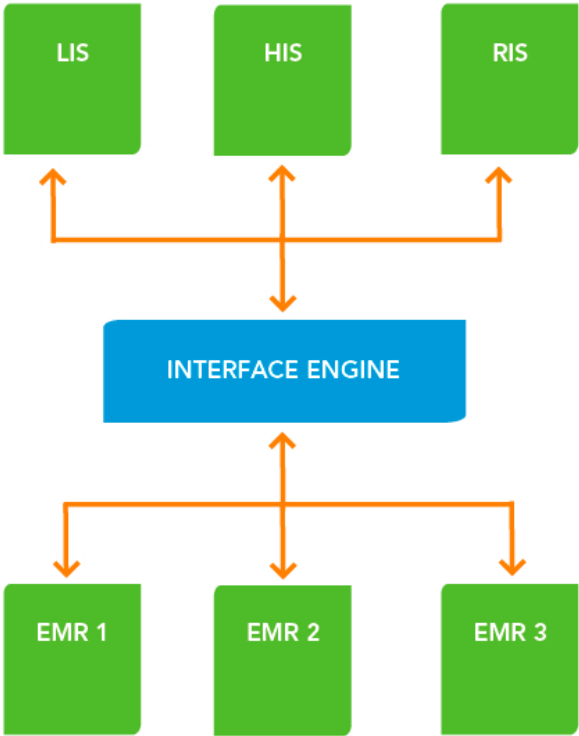 LIS
HIS
RIS
INTERFACE ENGINE
EMR 1
EMR 2
EMR 3